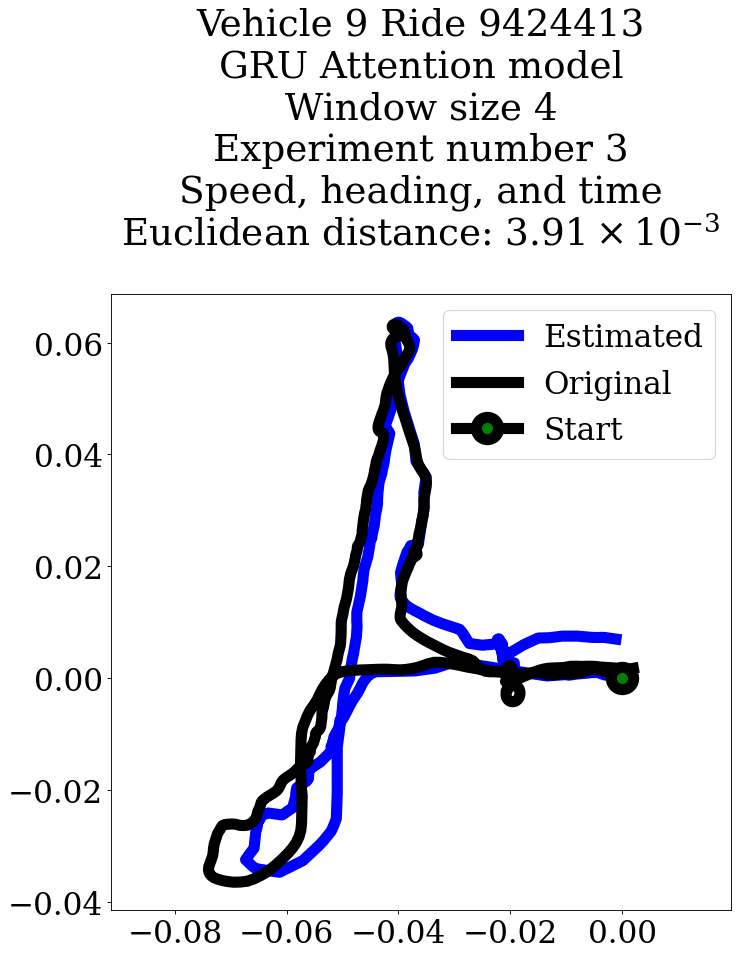 Vehicle 9 Ride 9424413
GRU Attention model
Window size 4
Experiment number 3
Speed, heading, and time
Euclidean distance: 3.91 × 10⁻³
Estimated
Original
Start
0.06
0.04
0.02
0.00
−0.02
−0.04
−0.08 −0.06 −0.04 −0.02 0.00